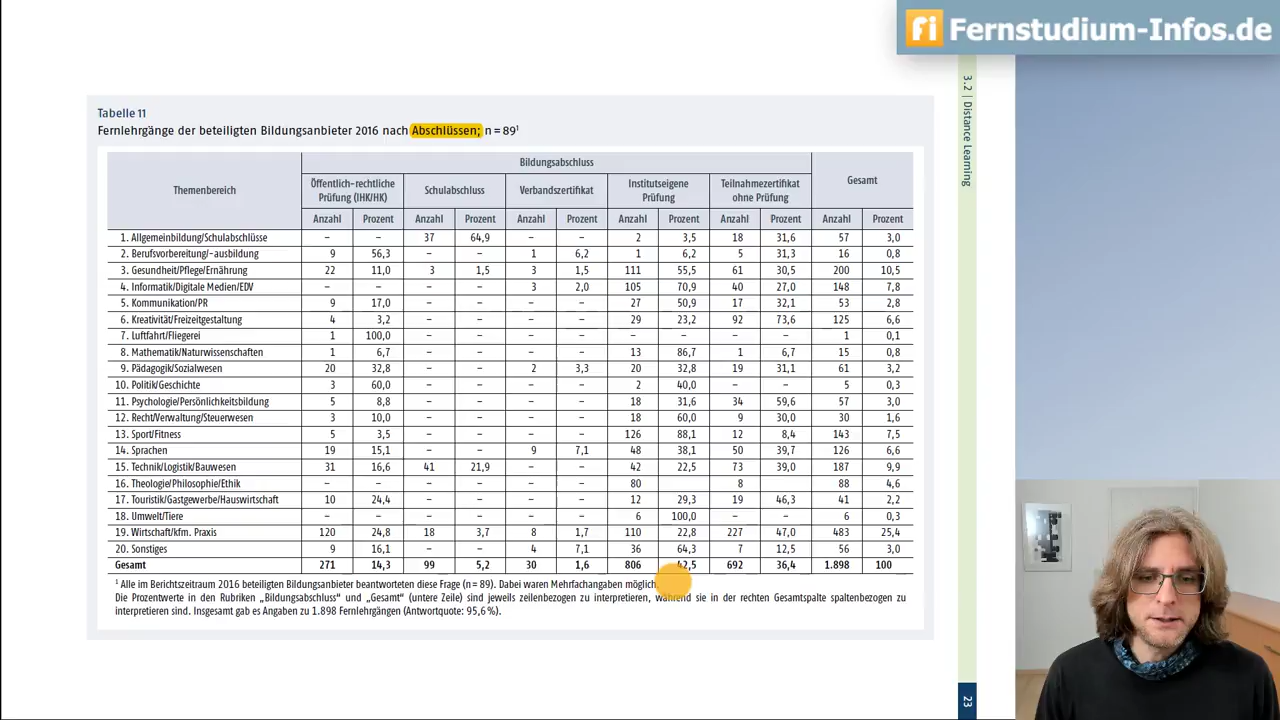 fi Fernstudium-Infos.de
3.2 | Distance Learning
Tabelle 11
Fernlehrgänge der beteiligten Bildungsanbieter 2016 nach Abschlüssen; n = 89¹
Themenbereich Bildungsabschluss Gesamt
Öffentlich-rechtliche Prüfung (IHK/HK) Schulabschluss Verbandszertifikat Institutseigene Prüfung Teilnahmezertifikat ohne Prüfung
Anzahl Prozent Anzahl Prozent Anzahl Prozent Anzahl Prozent Anzahl Prozent Anzahl Prozent
1. Allgemeinbildung/Schulabschlüsse – – 37 64,9 – – 2 3,5 18 31,6 57 3,0
2. Berufsvorbereitung/-ausbildung 9 56,3 – – 1 6,2 1 6,2 5 31,3 16 0,8
3. Gesundheit/Pflege/Ernährung 22 11,0 3 1,5 3 1,5 111 55,5 61 30,5 200 10,5
4. Informatik/Digitale Medien/EDV – – – – 3 2,0 105 70,9 40 27,0 148 7,8
5. Kommunikation/PR 9 17,0 – – – – 27 50,9 17 32,1 53 2,8
6. Kreativität/Freizeitgestaltung 4 3,2 – – – – 29 23,2 92 73,6 125 6,6
7. Luftfahrt/Fliegerei 1 100,0 – – – – – – – – 1 0,1
8. Mathematik/Naturwissenschaften 1 6,7 – – – – 13 86,7 1 6,7 15 0,8
9. Pädagogik/Sozialwesen 20 32,8 – – 2 3,3 20 32,8 19 31,1 61 3,2
10. Politik/Geschichte 3 60,0 – – – – 2 40,0 – – 5 0,3
11. Psychologie/Persönlichkeitsbildung 5 8,8 – – – – 18 31,6 34 59,6 57 3,0
12. Recht/Verwaltung/Steuerwesen 3 10,0 – – – – 18 60,0 9 30,0 30 1,6
13. Sport/Fitness 5 3,5 – – – – 126 88,1 12 8,4 143 7,5
14. Sprachen 19 15,1 – – 9 7,1 48 38,1 50 39,7 126 6,6
15. Technik/Logistik/Bauwesen 31 16,6 41 21,9 – – 42 22,5 73 39,0 187 9,9
16. Theologie/Philosophie/Ethik – – – – – – 80 8 88 4,6
17. Touristik/Gastgewerbe/Hauswirtschaft 10 24,4 – – – – 12 29,3 19 46,3 41 2,2
18. Umwelt/Tiere – – – – – – 6 100,0 – – 6 0,3
19. Wirtschaft/kfm. Praxis 120 24,8 18 3,7 8 1,7 110 22,8 227 47,0 483 25,4
20. Sonstiges 9 16,1 – – 4 7,1 36 64,3 7 12,5 56 3,0
Gesamt 271 14,3 99 5,2 30 1,6 806 42,5 692 36,4 1.898 100
¹ Alle im Berichtszeitraum 2016 beteiligten Bildungsanbieter beantworteten diese Frage (n = 89). Dabei waren Mehrfachangaben möglich.
Die Prozentwerte in den Rubriken „Bildungsabschluss“ und „Gesamt“ (untere Zeile) sind jeweils zeilenbezogen zu interpretieren, während sie in der rechten Gesamtspalte spaltenbezogen zu
interpretieren sind. Insgesamt gab es Angaben zu 1.898 Fernlehrgängen (Antwortquote: 95,6 %).
23